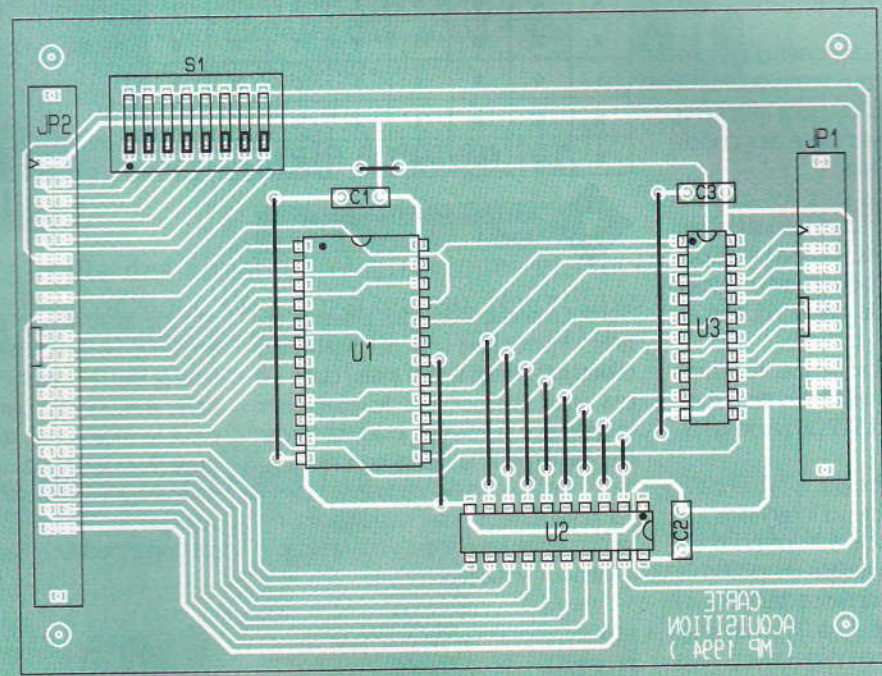 S1
JP2
JP1
C1
C3
U1
U3
U2
C2
CARTE
ACQUISITION
( MP 1994 )